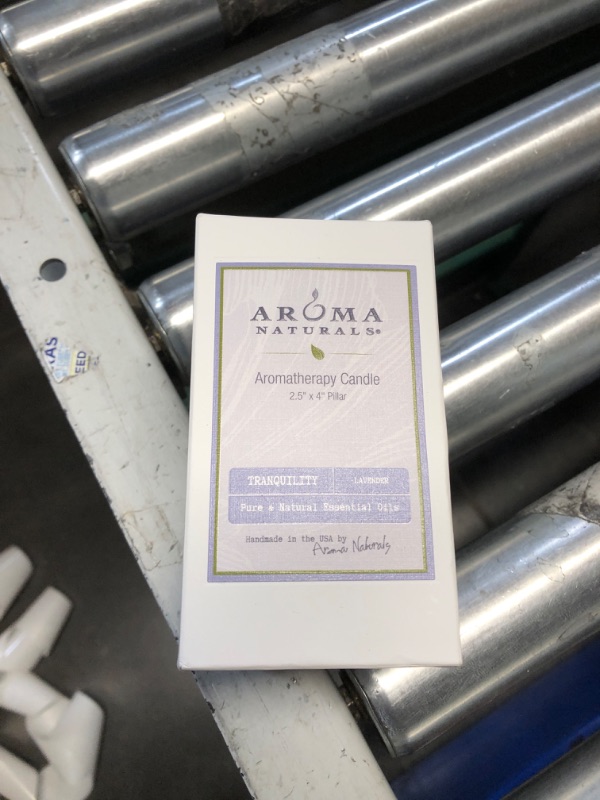 AROMA
NATURALS®
Aromatherapy Candle
2.5" x 4" Pillar
TRANQUILITY
LAVENDER
Pure & Natural Essential Oils
Handmade in the USA by
Aroma Naturals